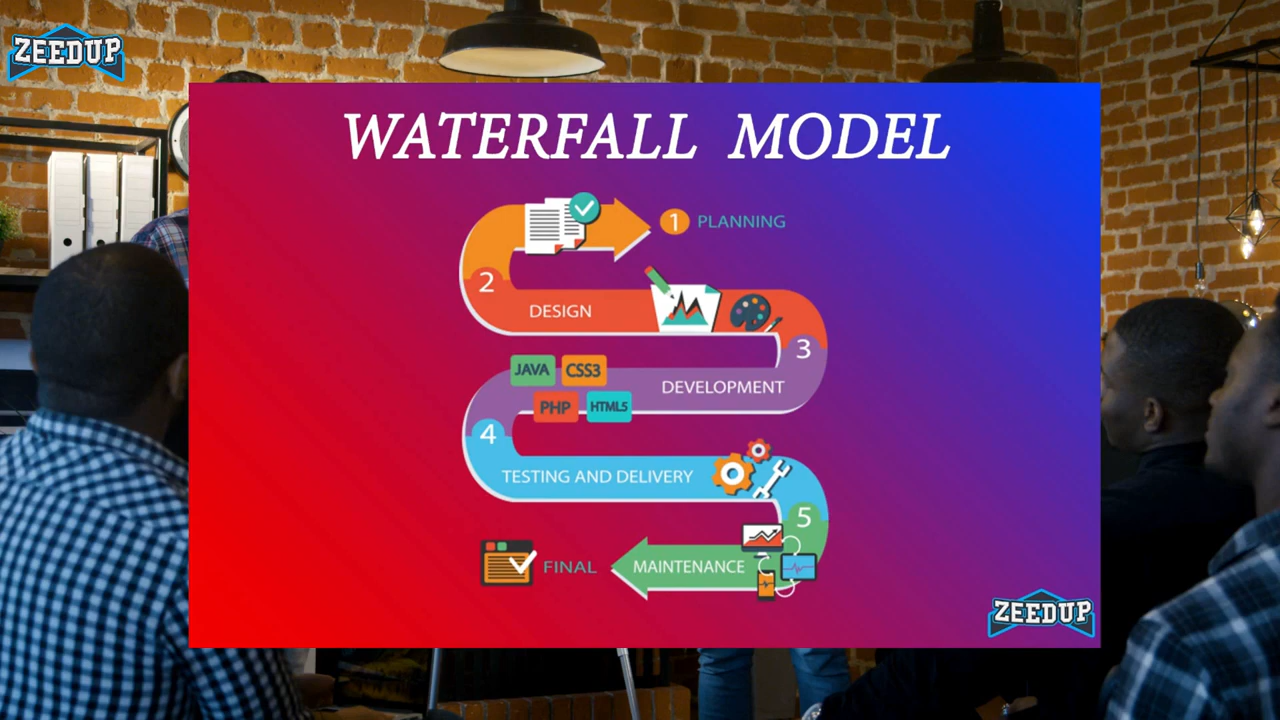 ZEEDUP
WATERFALL MODEL
1 PLANNING
2
DESIGN
3
JAVA CSS3
DEVELOPMENT
PHP HTML5
4
TESTING AND DELIVERY
5
FINAL MAINTENANCE
ZEEDUP